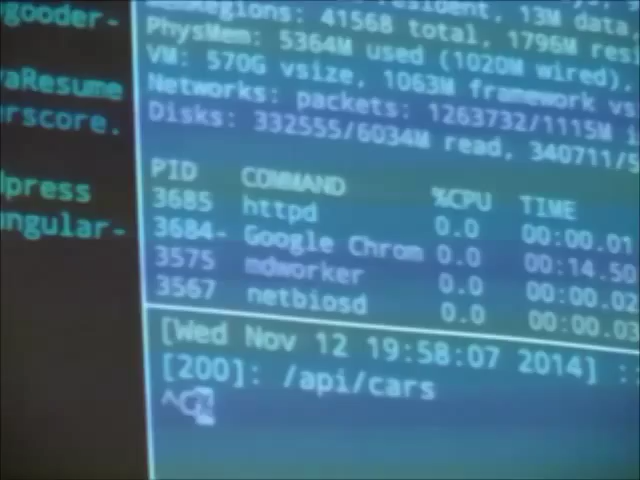 gooder-
aResume
rscore.
press
angular-
Regions: 41568 total, 13M data,
PhysMem: 5364M used (1020M wired),
VM: 570G vsize, 1063M framework vs
Networks: packets: 1263732/1115M i
Disks: 332555/6034M read, 340711/5
PID COMMAND %CPU TIME
3685 httpd 0.0 00:00.01
3684- Google Chrom 0.0 00:14.50
3575 mdworker 0.0 00:00.02
3567 netbiosd 0.0 00:00.03
[Wed Nov 12 19:58:07 2014] ::
[200]: /api/cars